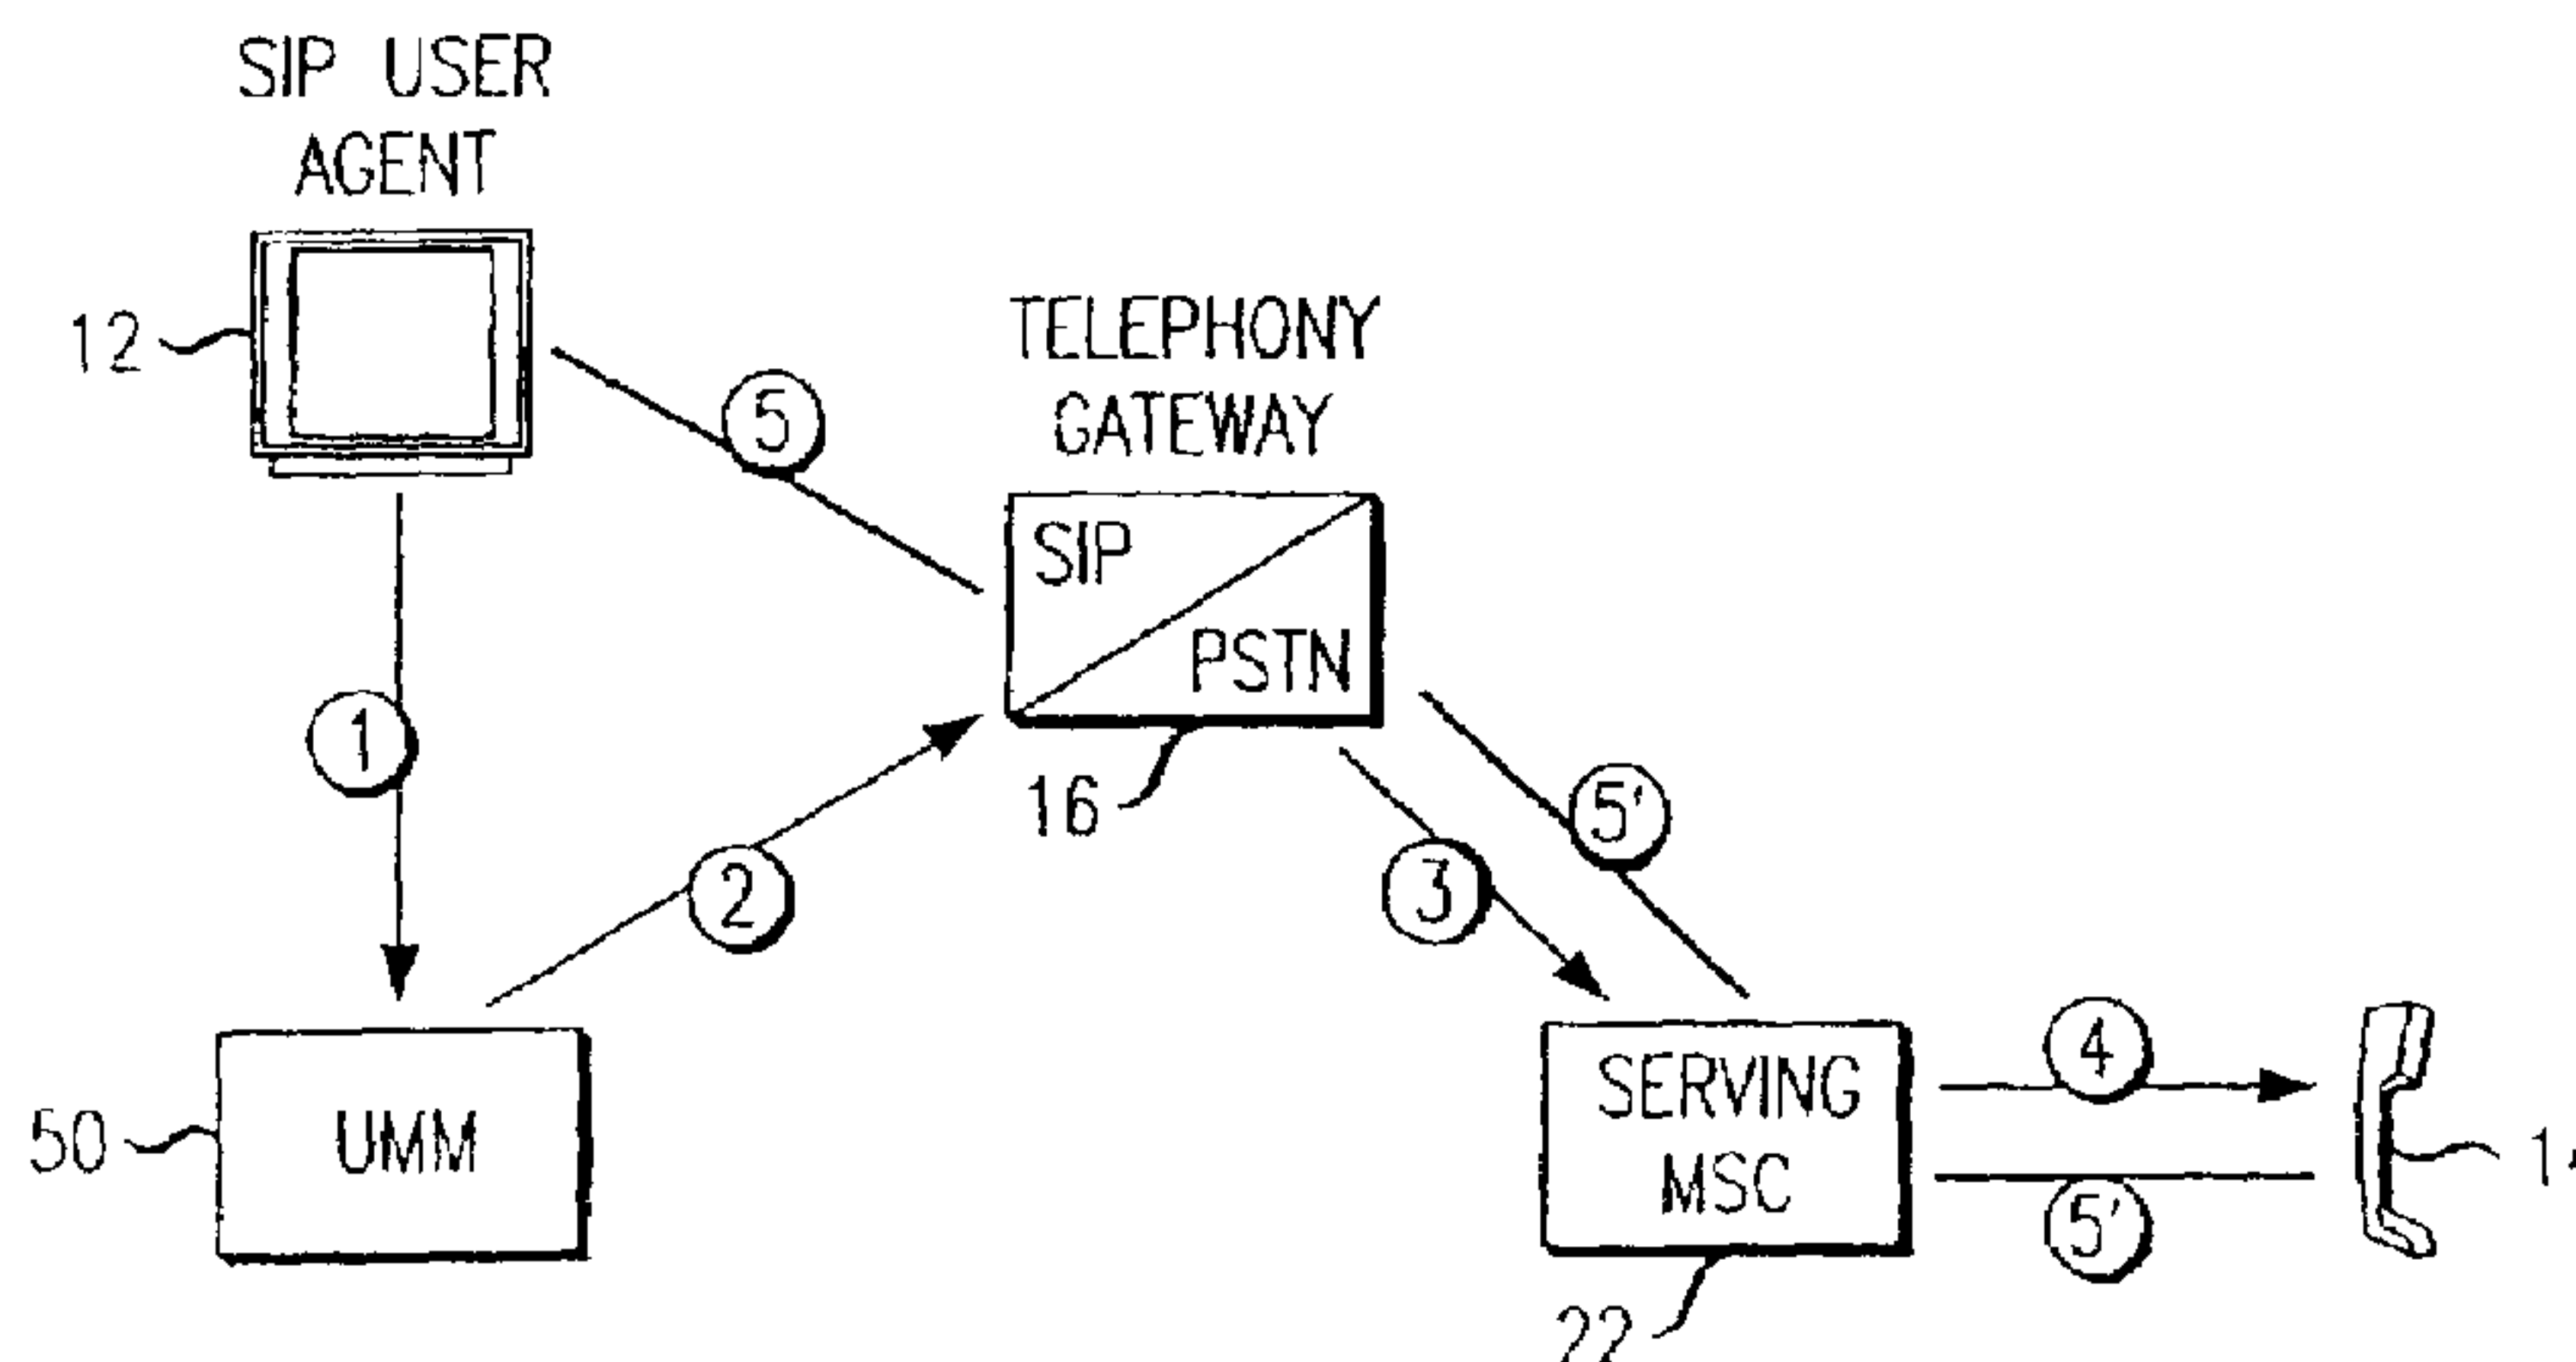 SIP USER
AGENT
12
5
TELEPHONY
GATEWAY
SIP
PSTN
16
1
2
5'
3
50
UMM
SERVING
MSC
22
4
5'